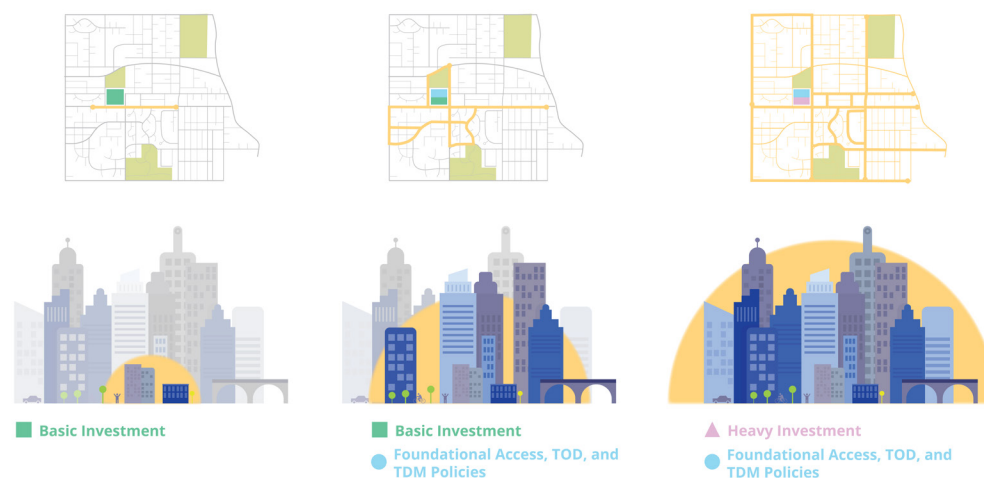 Basic Investment
Basic Investment
Foundational Access, TOD, and
TDM Policies
Heavy Investment
Foundational Access, TOD, and
TDM Policies